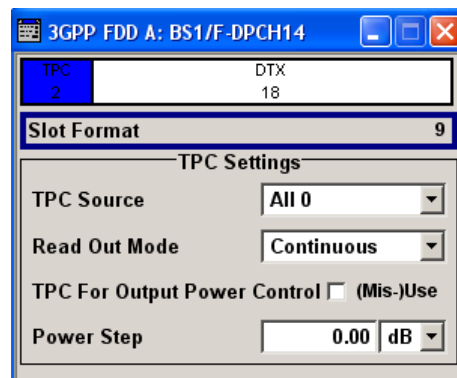 3GPP FDD A: BS1/F-DPCH14
TPC DTX
2 18
Slot Format 9
TPC Settings
TPC Source All 0
Read Out Mode Continuous
TPC For Output Power Control (Mis-)Use
Power Step 0.00 dB